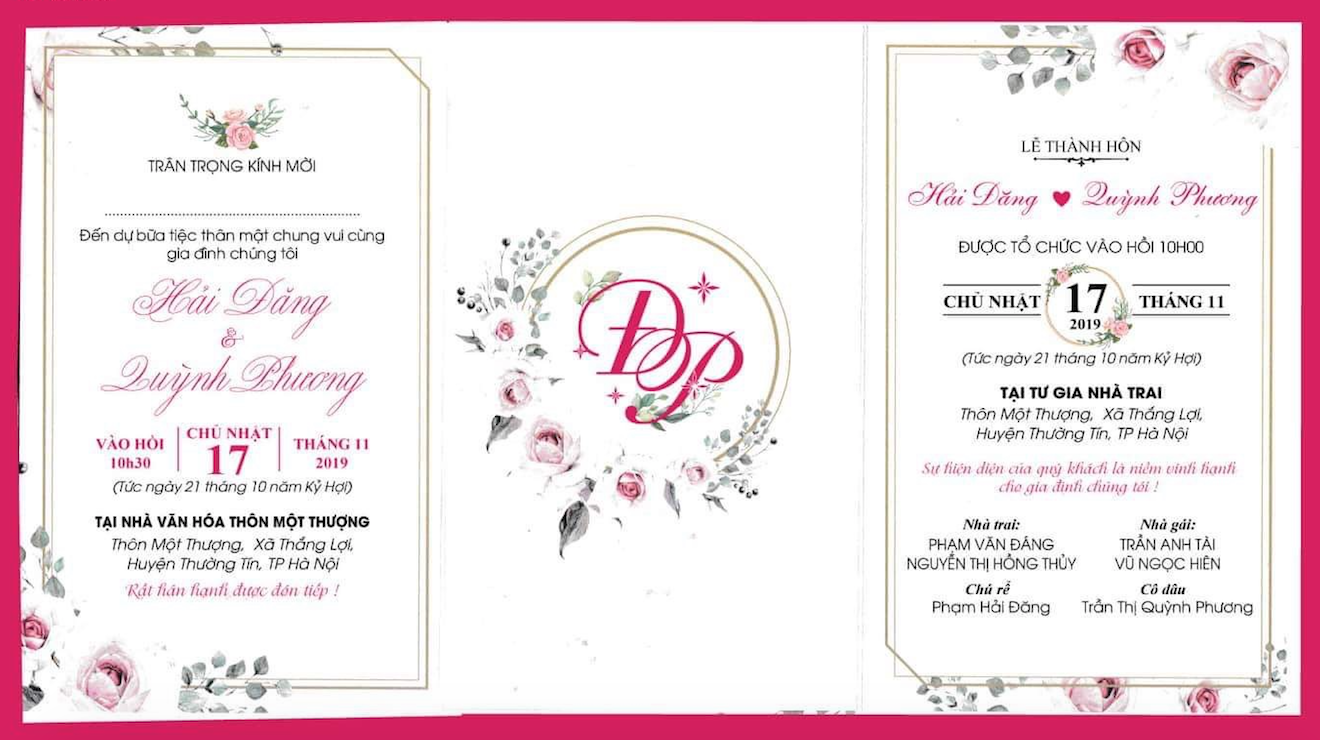 TRÂN TRỌNG KÍNH MỜI
Đến dự bữa tiệc thân mật chung vui cùng
gia đình chúng tôi
Hải Đăng
&
Quỳnh Phương
VÀO HỒI
10h30
CHỦ NHẬT
17
THÁNG 11
2019
(Tức ngày 21 tháng 10 năm Kỷ Hợi)
TẠI NHÀ VĂN HÓA THÔN MỘT THƯỢNG
Thôn Một Thượng, Xã Thắng Lợi,
Huyện Thường Tín, TP Hà Nội
Rất hân hạnh được đón tiếp !
ĐP
LỄ THÀNH HÔN
Hải Đăng Quỳnh Phương
ĐƯỢC TỔ CHỨC VÀO HỒI 10H00
CHỦ NHẬT 17 THÁNG 11
2019
(Tức ngày 21 tháng 10 năm Kỷ Hợi)
TẠI TƯ GIA NHÀ TRAI
Thôn Một Thượng, Xã Thắng Lợi,
Huyện Thường Tín, TP Hà Nội
Sự hiện diện của quý khách là niềm vinh hạnh
cho gia đình chúng tôi !
Nhà trai:
PHẠM VĂN ĐÁNG
NGUYỄN THỊ HỒNG THỦY
Chú rể
Phạm Hải Đăng
Nhà gái:
TRẦN ANH TÀI
VŨ NGỌC HIÊN
Cô dâu
Trần Thị Quỳnh Phương